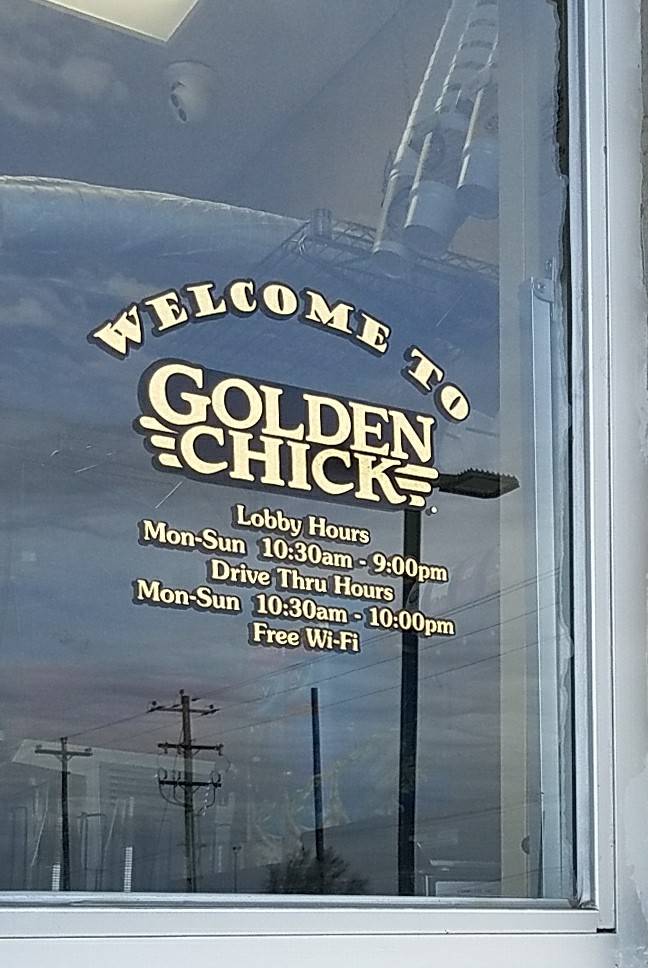 WELCOME TO
GOLDEN
CHICK
Lobby Hours
Mon-Sun 10:30am - 9:00pm
Drive Thru Hours
Mon-Sun 10:30am - 10:00pm
Free Wi-Fi